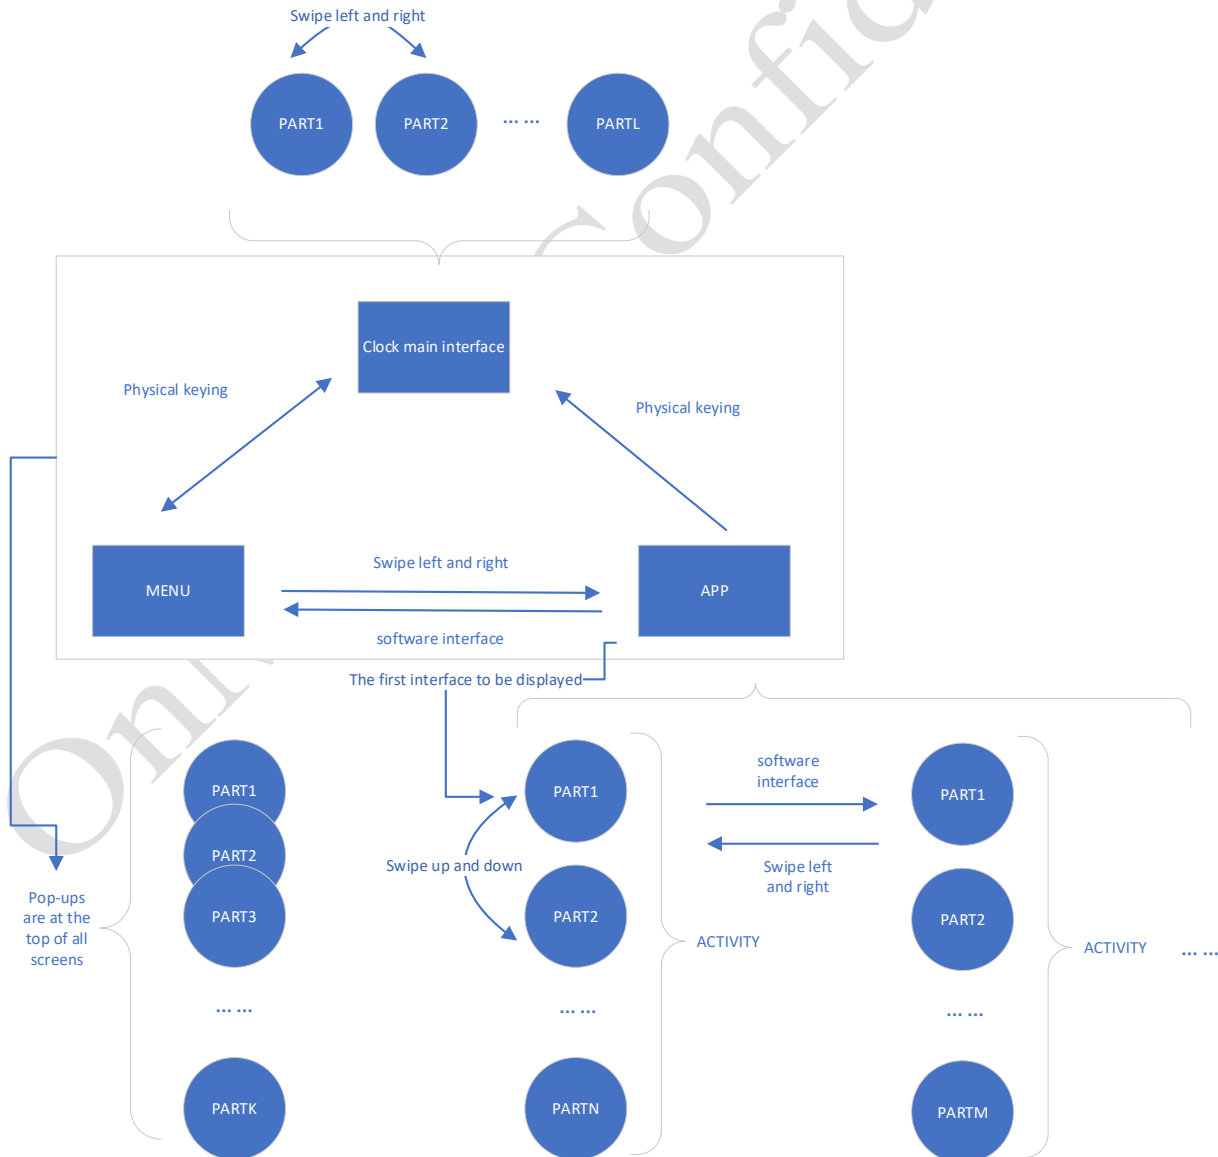 Swipe left and right
PART1
PART2
... ...
PARTL
Clock main interface
Physical keying
Physical keying
MENU
Swipe left and right
APP
software interface
The first interface to be displayed
PART1
PART2
PART3
... ...
PARTK
Pop-ups
are at the
top of all
screens
PART1
Swipe up and down
PART2
... ...
PARTN
ACTIVITY
software
interface
Swipe left
and right
PART1
PART2
... ...
PARTM
ACTIVITY
... ...